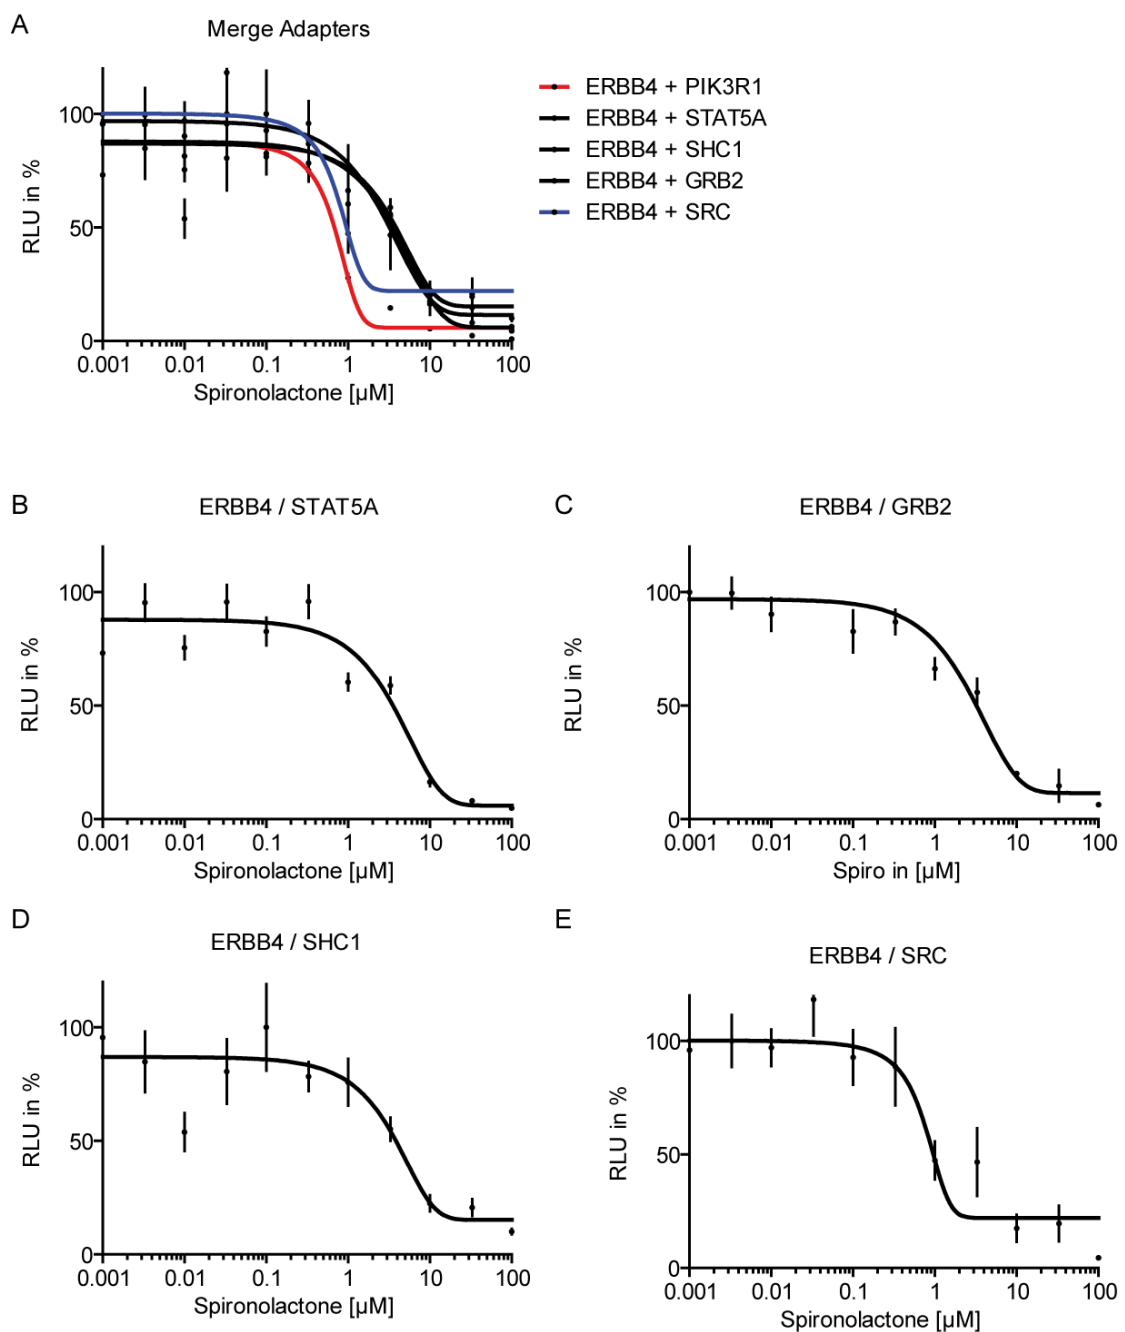 A
Merge Adapters
RLU in %
100
50
0
0.001 0.01 0.1 1 10 100
Spironolactone [µM]
ERBB4 + PIK3R1
ERBB4 + STAT5A
ERBB4 + SHC1
ERBB4 + GRB2
ERBB4 + SRC
B
ERBB4 / STAT5A
RLU in %
100
50
0
0.001 0.01 0.1 1 10 100
Spironolactone [µM]
C
ERBB4 / GRB2
RLU in %
100
50
0
0.001 0.01 0.1 1 10 100
Spiro in [µM]
D
ERBB4 / SHC1
RLU in %
100
50
0
0.001 0.01 0.1 1 10 100
Spironolactone [µM]
E
ERBB4 / SRC
RLU in %
100
50
0
0.001 0.01 0.1 1 10 100
Spironolactone [µM]